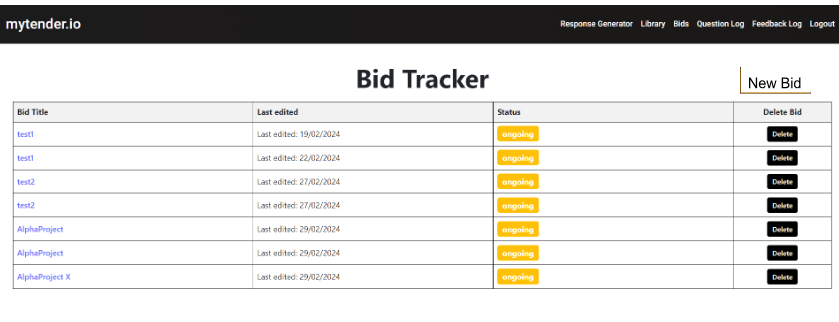 mytender.io Response Generator Library Bids Question Log Feedback Log Logout
Bid Tracker
New Bid
Bid Title Last edited Status Delete Bid
test1 Last edited: 19/02/2024 ongoing Delete
test1 Last edited: 22/02/2024 ongoing Delete
test2 Last edited: 27/02/2024 ongoing Delete
test2 Last edited: 27/02/2024 ongoing Delete
AlphaProject Last edited: 29/02/2024 ongoing Delete
AlphaProject Last edited: 29/02/2024 ongoing Delete
AlphaProject X Last edited: 29/02/2024 ongoing Delete